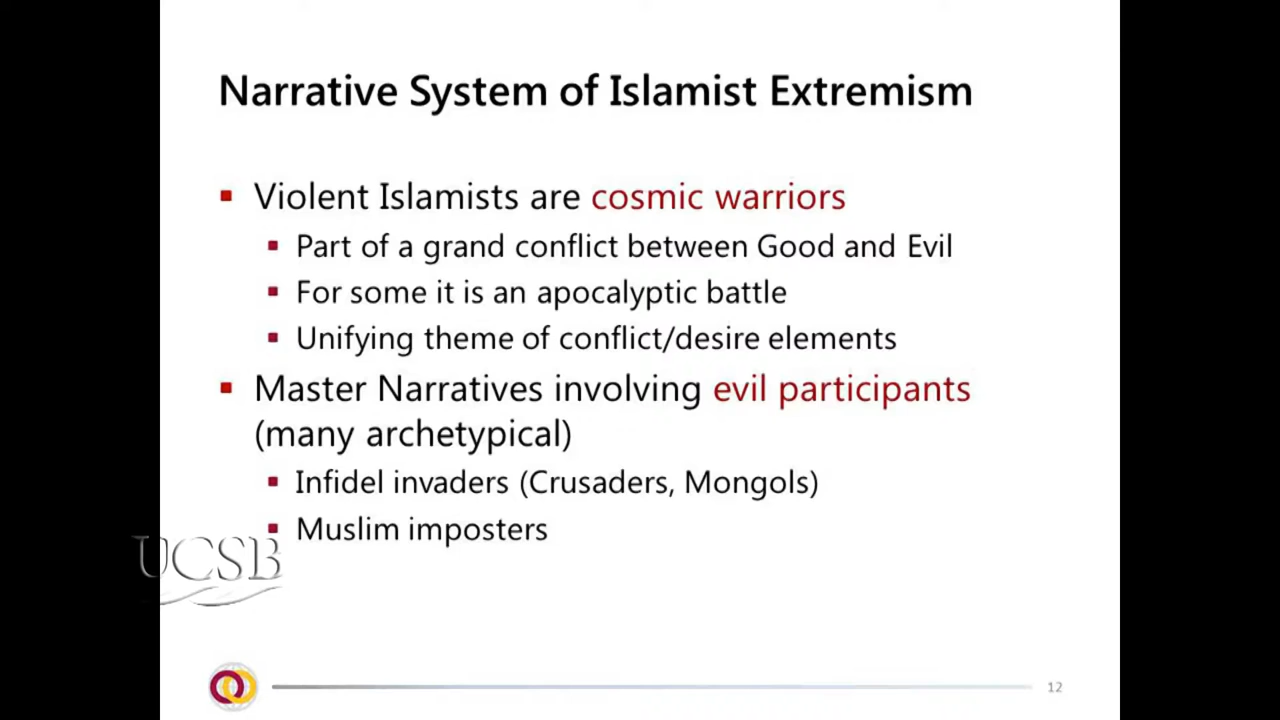 Narrative System of Islamist Extremism
Violent Islamists are cosmic warriors
Part of a grand conflict between Good and Evil
For some it is an apocalyptic battle
Unifying theme of conflict/desire elements
Master Narratives involving evil participants
(many archetypical)
Infidel invaders (Crusaders, Mongols)
Muslim imposters
UCSB
12